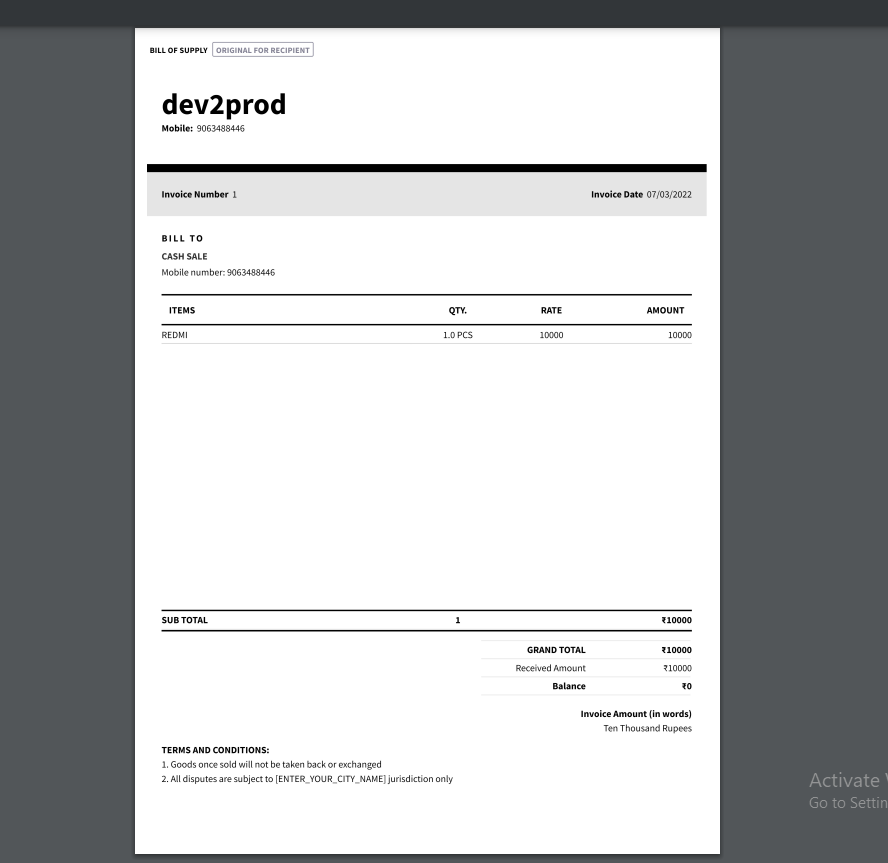 BILL OF SUPPLY ORIGINAL FOR RECIPIENT
dev2prod
Mobile: 9063488446
Invoice Number 1 Invoice Date 07/03/2022
BILL TO
CASH SALE
Mobile number: 9063488446
ITEMS QTY. RATE AMOUNT
REDMI 1.0 PCS 10000 10000
SUB TOTAL 1 ₹10000
GRAND TOTAL ₹10000
Received Amount ₹10000
Balance ₹0
Invoice Amount (in words)
Ten Thousand Rupees
TERMS AND CONDITIONS:
1. Goods once sold will not be taken back or exchanged
2. All disputes are subject to [ENTER_YOUR_CITY_NAME] jurisdiction only
Activate
Go to